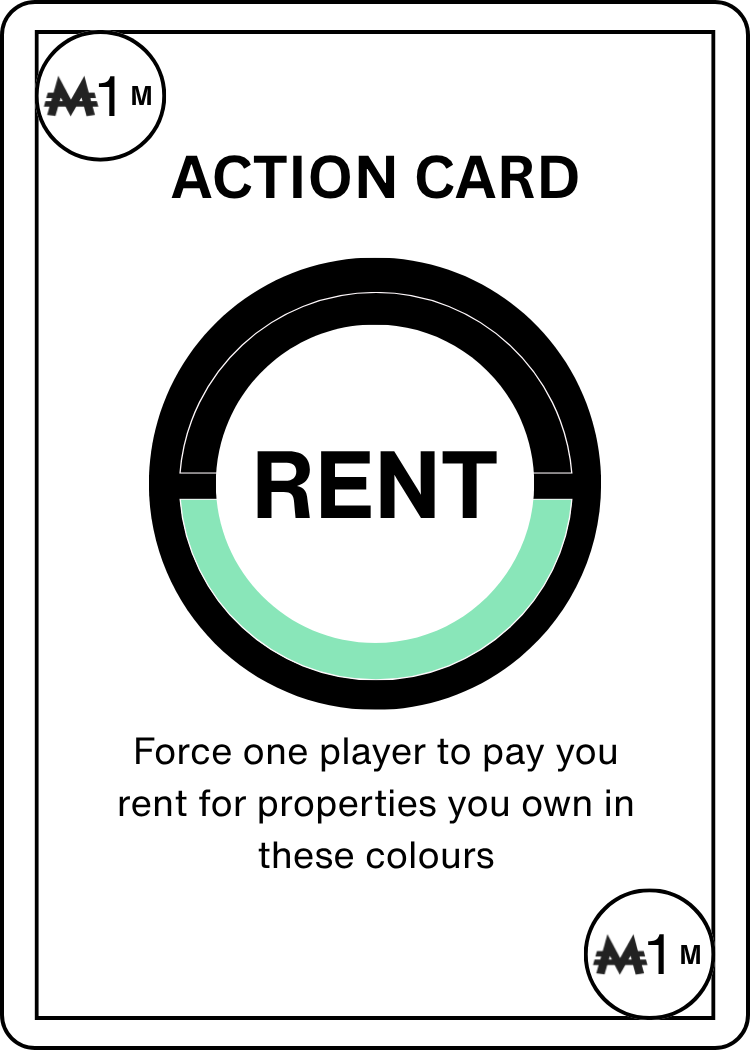 ₩1 M
ACTION CARD
RENT
Force one player to pay you
rent for properties you own in
these colours
₩1 M